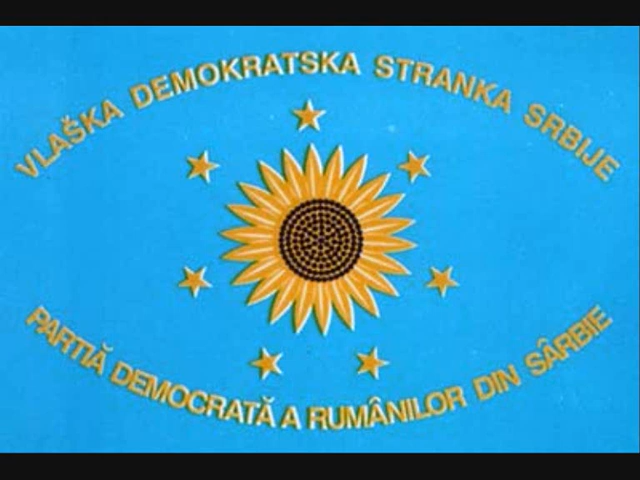 VLAŠKA DEMOKRATSKA STRANKA SRBIJE
PARTIĂ DEMOCRATĂ A RUMÂNILOR DIN SÂRBIE